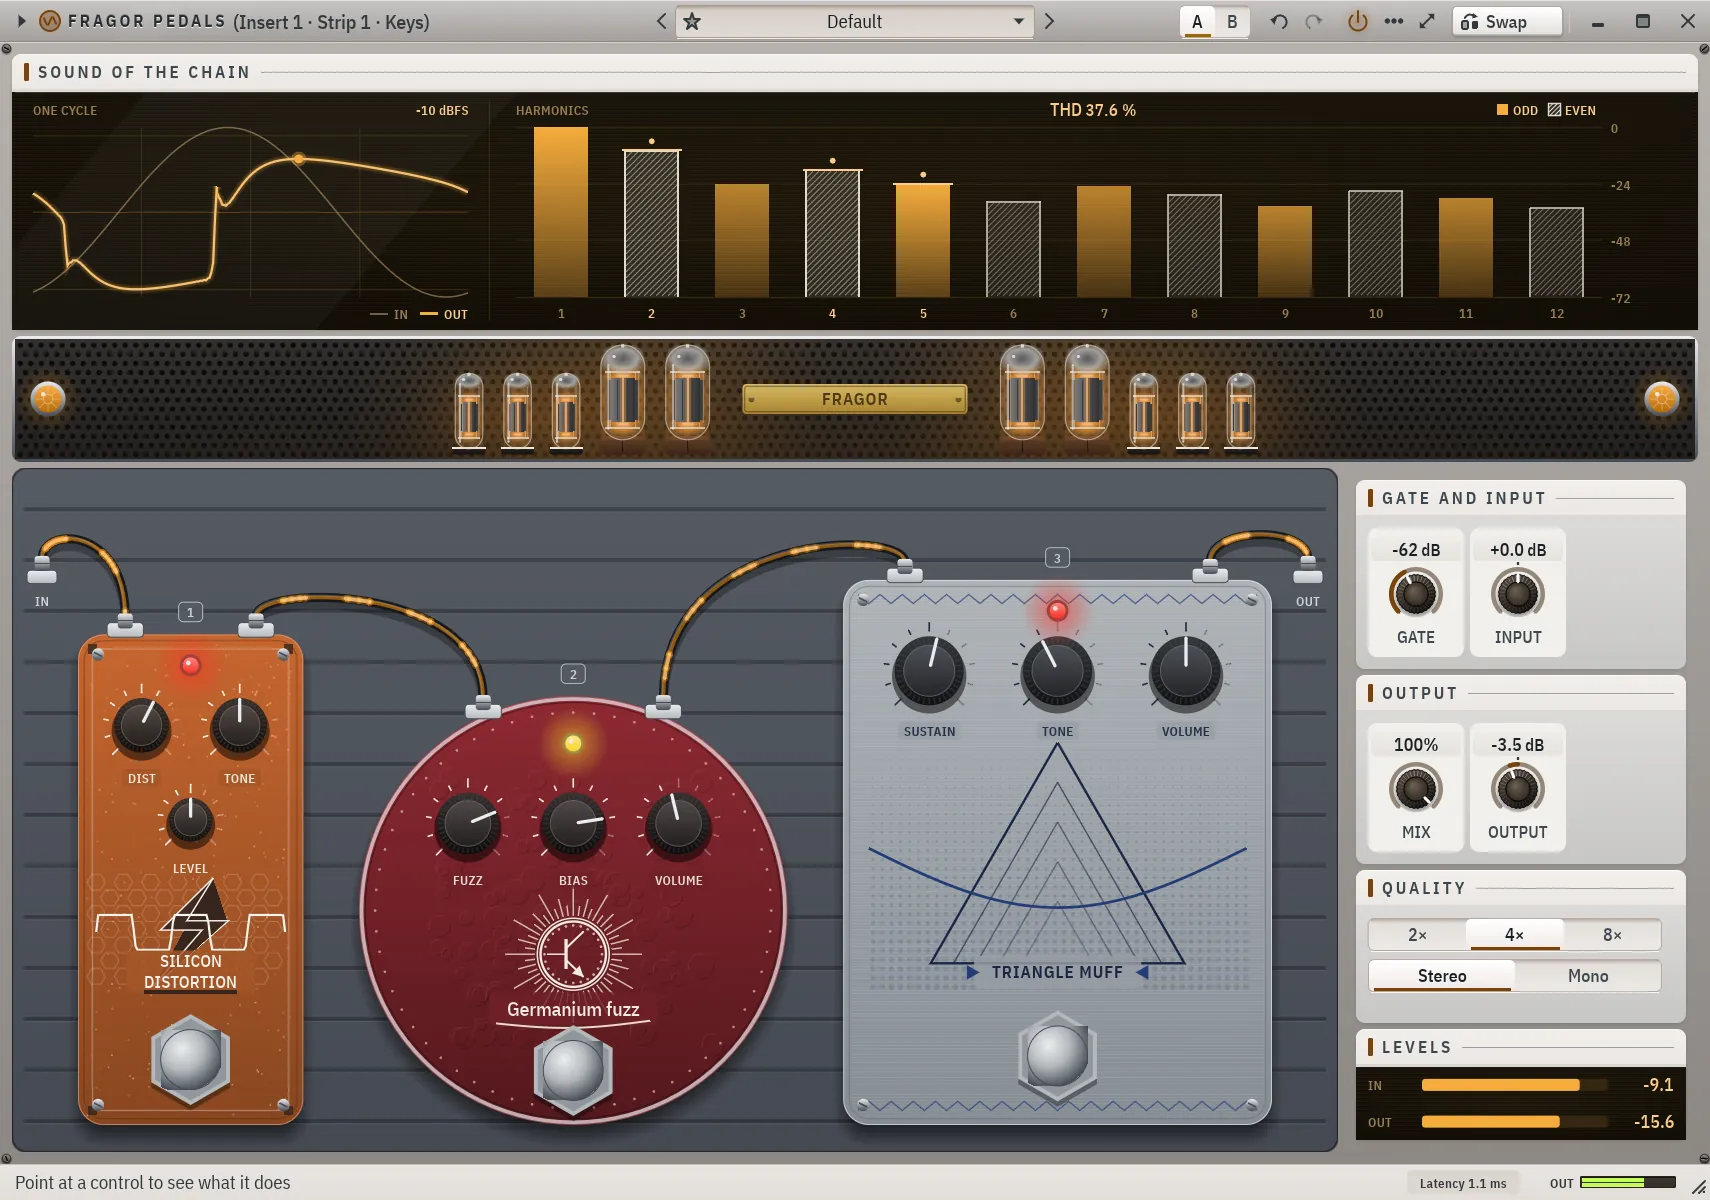 FRAGOR PEDALS (Insert 1 · Strip 1 · Keys)
Default
A B
Swap
SOUND OF THE CHAIN
ONE CYCLE
-10 dBFS
IN OUT
HARMONICS
THD 37.6 %
ODD EVEN
0
-24
-48
-72
1 2 3 4 5 6 7 8 9 10 11 12
FRAGOR
IN
1
DIST
TONE
LEVEL
SILICON
DISTORTION
2
FUZZ
BIAS
VOLUME
Germanium fuzz
3
SUSTAIN
TONE
VOLUME
TRIANGLE MUFF
OUT
GATE AND INPUT
-62 dB
+0.0 dB
GATE
INPUT
OUTPUT
100%
-3.5 dB
MIX
OUTPUT
QUALITY
2× 4× 8×
Stereo Mono
LEVELS
IN -9.1
OUT -15.6
Point at a control to see what it does
Latency 1.1 ms
OUT